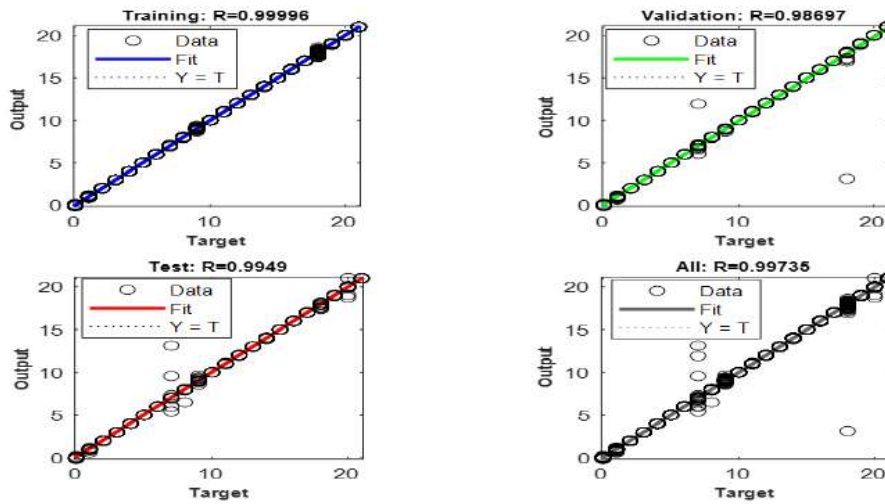 Training: R=0.99996
Data
Fit
Y = T
Output
20
15
10
5
0
0 10 20
Target
Validation: R=0.98697
Data
Fit
Y = T
Output
20
15
10
5
0
0 10 20
Target
Test: R=0.9949
Data
Fit
Y = T
Output
20
15
10
5
0
0 10 20
Target
All: R=0.99735
Data
Fit
Y = T
Output
20
15
10
5
0
0 10 20
Target